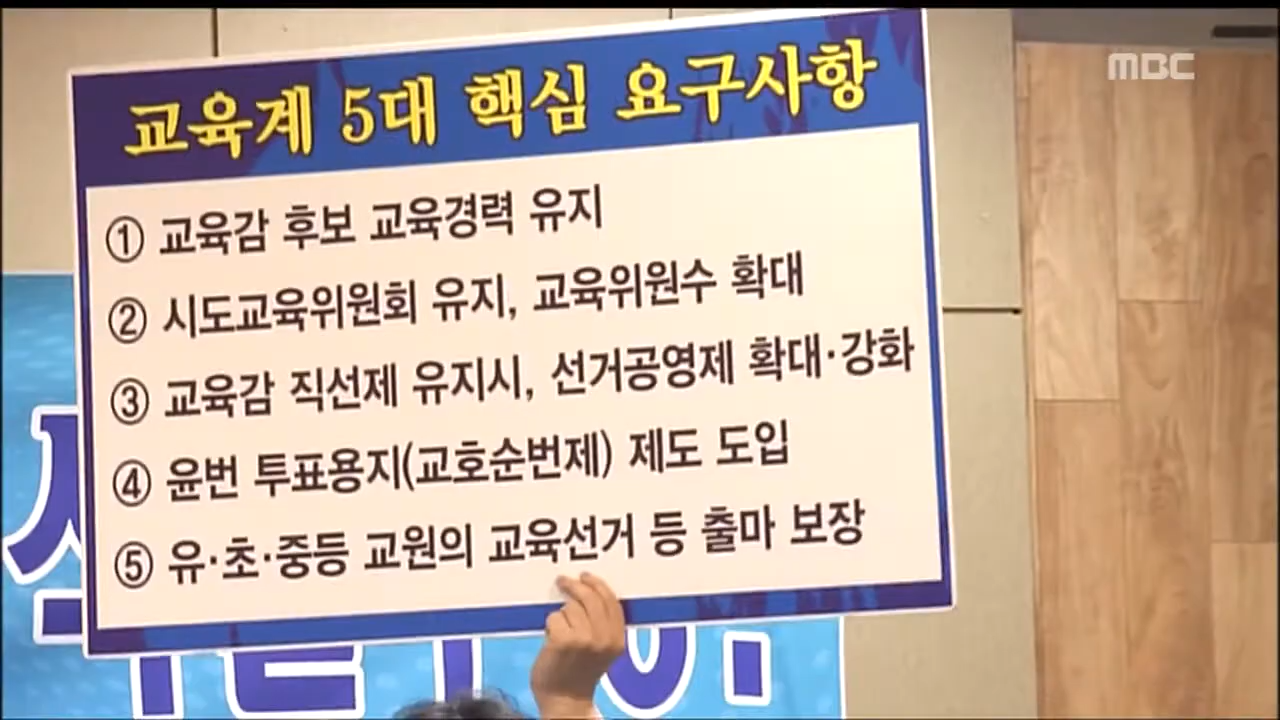 MBC
교육계 5대 핵심 요구사항
① 교육감 후보 교육경력 유지
② 시도교육위원회 유지, 교육위원수 확대
③ 교육감 직선제 유지시, 선거공영제 확대·강화
④ 윤번 투표용지(교호순번제) 제도 도입
⑤ 유·초·중등 교원의 교육선거 등 출마 보장